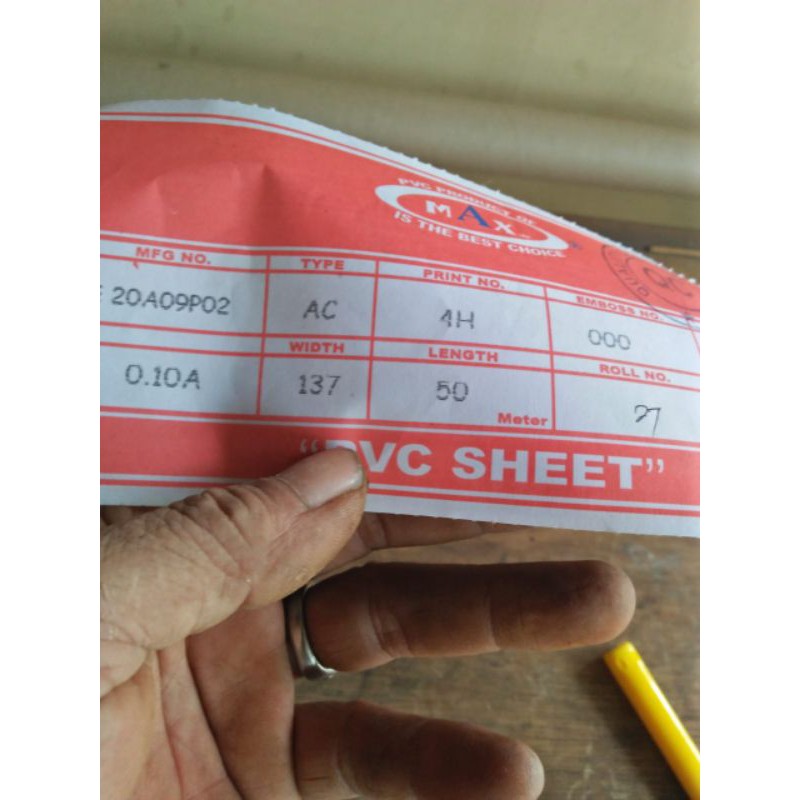 PVC PRODUCT OF
MAX
IS THE BEST CHOICE
QC
MFG NO.
TYPE
PRINT NO.
EMBOSS NO.
20A09P02
AC
4H
000
WIDTH
LENGTH
ROLL NO.
0.10A
137
50
Meter
27
"PVC SHEET"